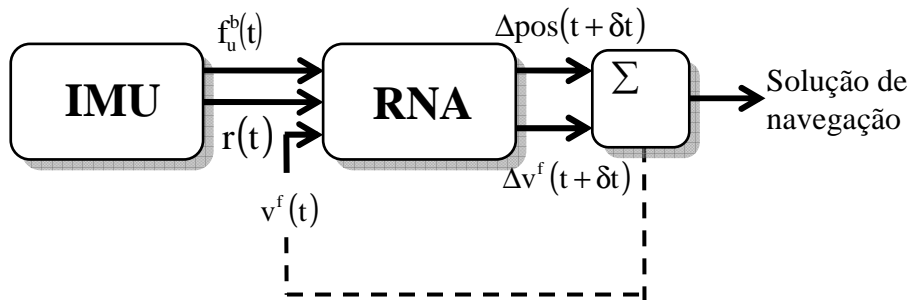 f_u^b(t)
Δpos(t + δt)
IMU
RNA
Σ
Solução de
navegação
r(t)
Δv^f(t + δt)
v^f(t)